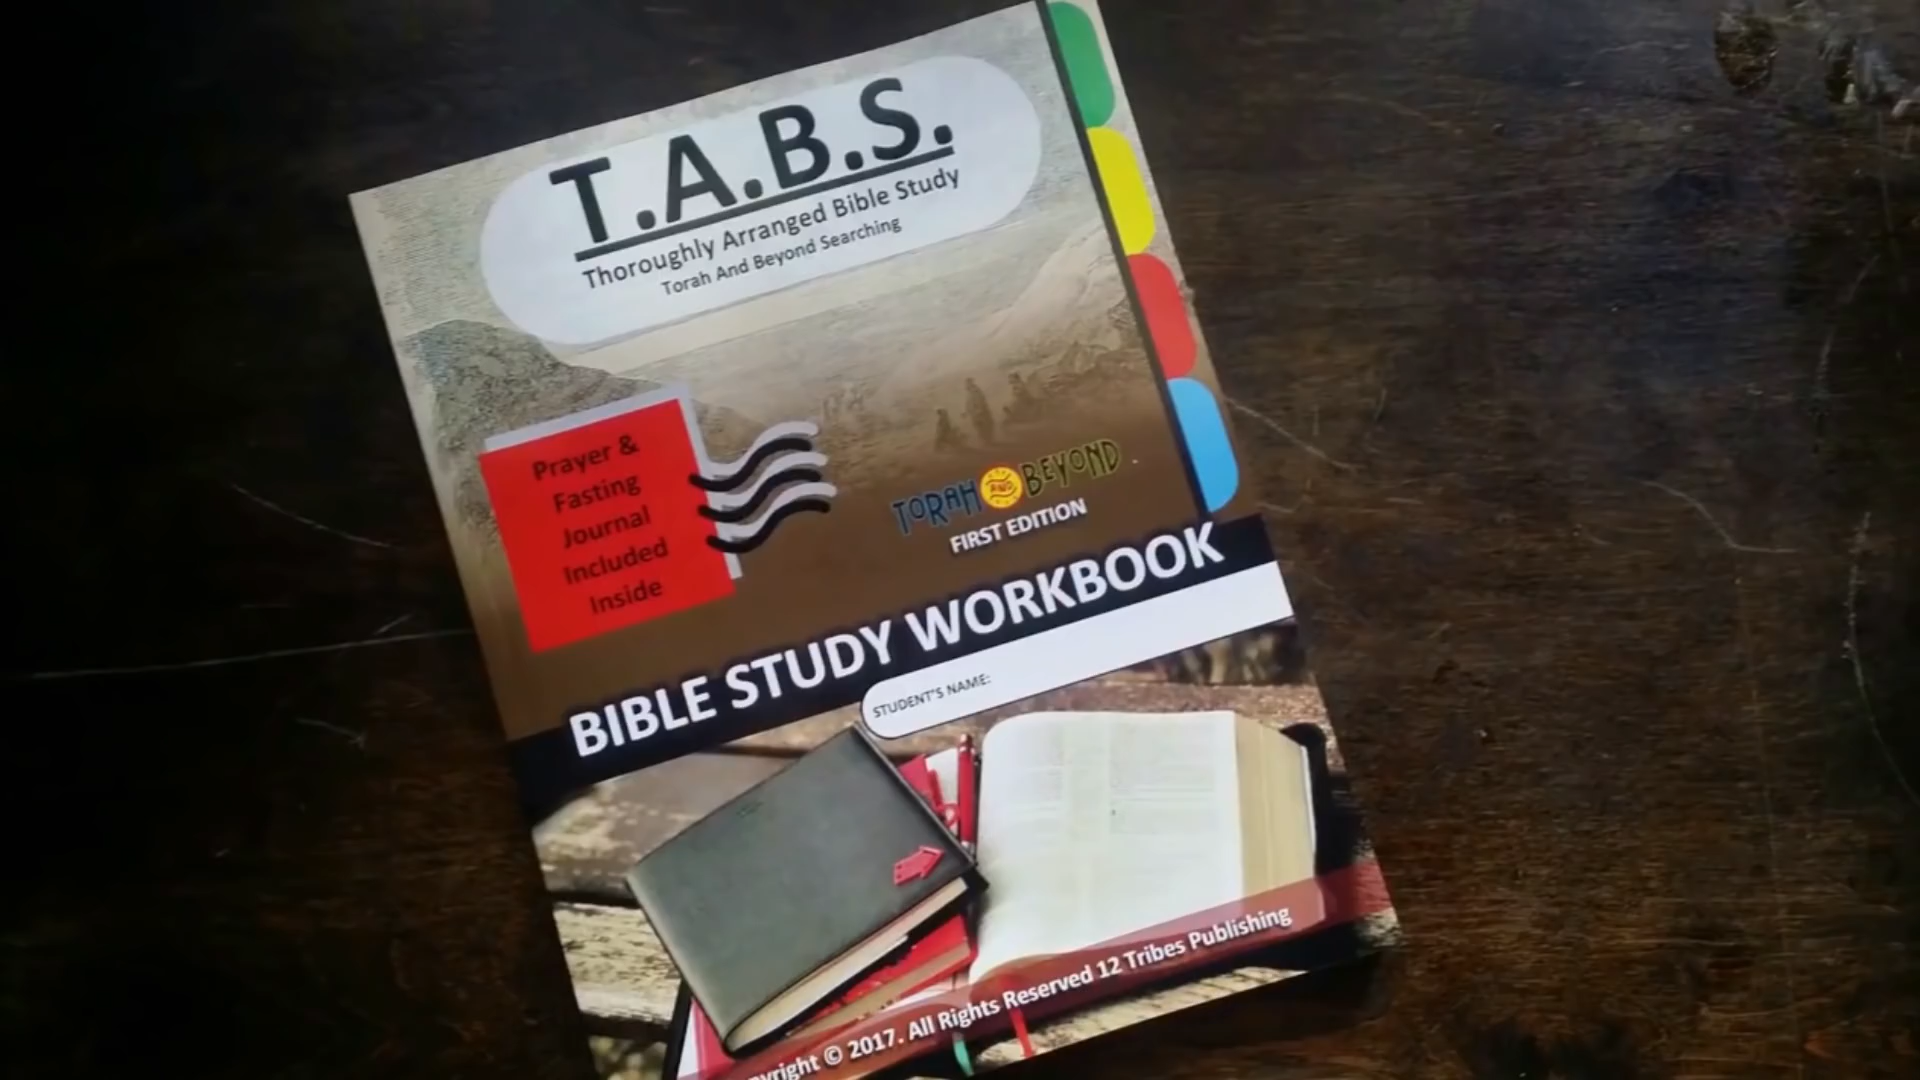 T.A.B.S.
Thoroughly Arranged Bible Study
Torah And Beyond Searching
Prayer &
Fasting
Journal
Included
Inside
TORAH AND BEYOND
FIRST EDITION
BIBLE STUDY WORKBOOK
STUDENT'S NAME:
yright © 2017. All Rights Reserved 12 Tribes Publishing